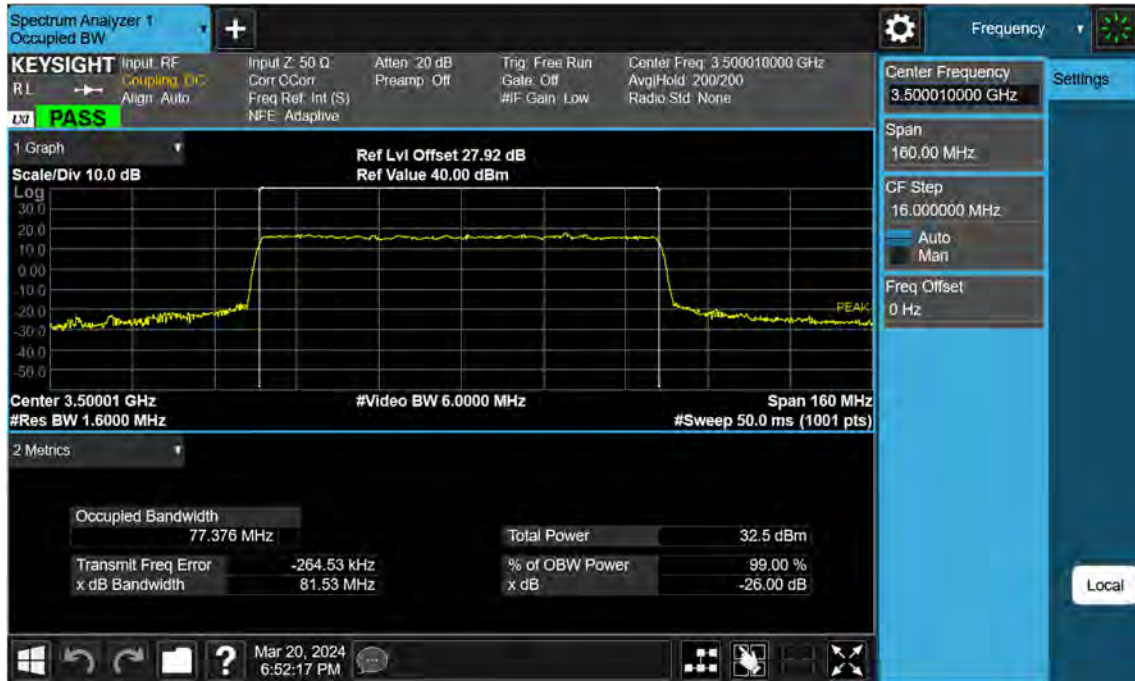 Spectrum Analyzer 1
Occupied BW
Frequency
KEYSIGHT
RL
LXI
PASS
Input: RF
Coupling: DC
Align: Auto
Input Z: 50 Ω
Corr CCorr
Freq Ref: Int (S)
NFE: Adaptive
Atten: 20 dB
Preamp: Off
Trig: Free Run
Gate: Off
#IF Gain: Low
Center Freq: 3.500010000 GHz
Avg|Hold: 200/200
Radio Std: None
Center Frequency
3.500010000 GHz
Settings
Span
160.00 MHz
CF Step
16.000000 MHz
Auto
Man
Freq Offset
0 Hz
1 Graph
Scale/Div 10.0 dB
Ref Lvl Offset 27.92 dB
Ref Value 40.00 dBm
Log
30.0
20.0
10.0
0.00
-10.0
-20.0
-30.0
-40.0
-50.0
PEAK
Center 3.50001 GHz
#Video BW 6.0000 MHz
Span 160 MHz
#Res BW 1.6000 MHz
#Sweep 50.0 ms (1001 pts)
2 Metrics
Occupied Bandwidth
77.376 MHz
Total Power 32.5 dBm
Transmit Freq Error -264.53 kHz
% of OBW Power 99.00 %
x dB Bandwidth 81.53 MHz
x dB -26.00 dB
Local
?
Mar 20, 2024
6:52:17 PM